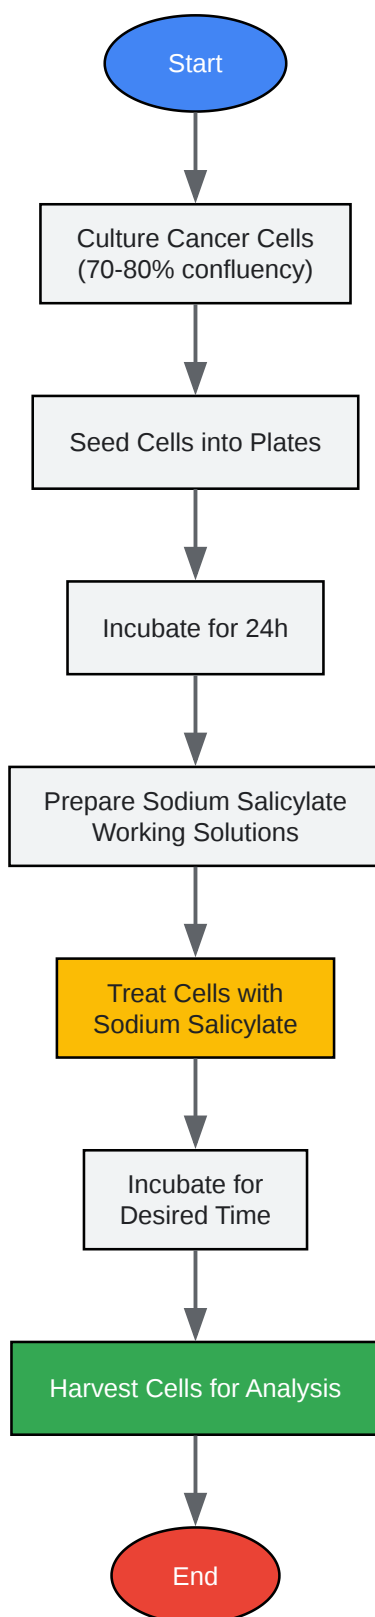 Start
Culture Cancer Cells
(70-80% confluency)
Seed Cells into Plates
Incubate for 24h
Prepare Sodium Salicylate
Working Solutions
Treat Cells with
Sodium Salicylate
Incubate for
Desired Time
Harvest Cells for Analysis
End